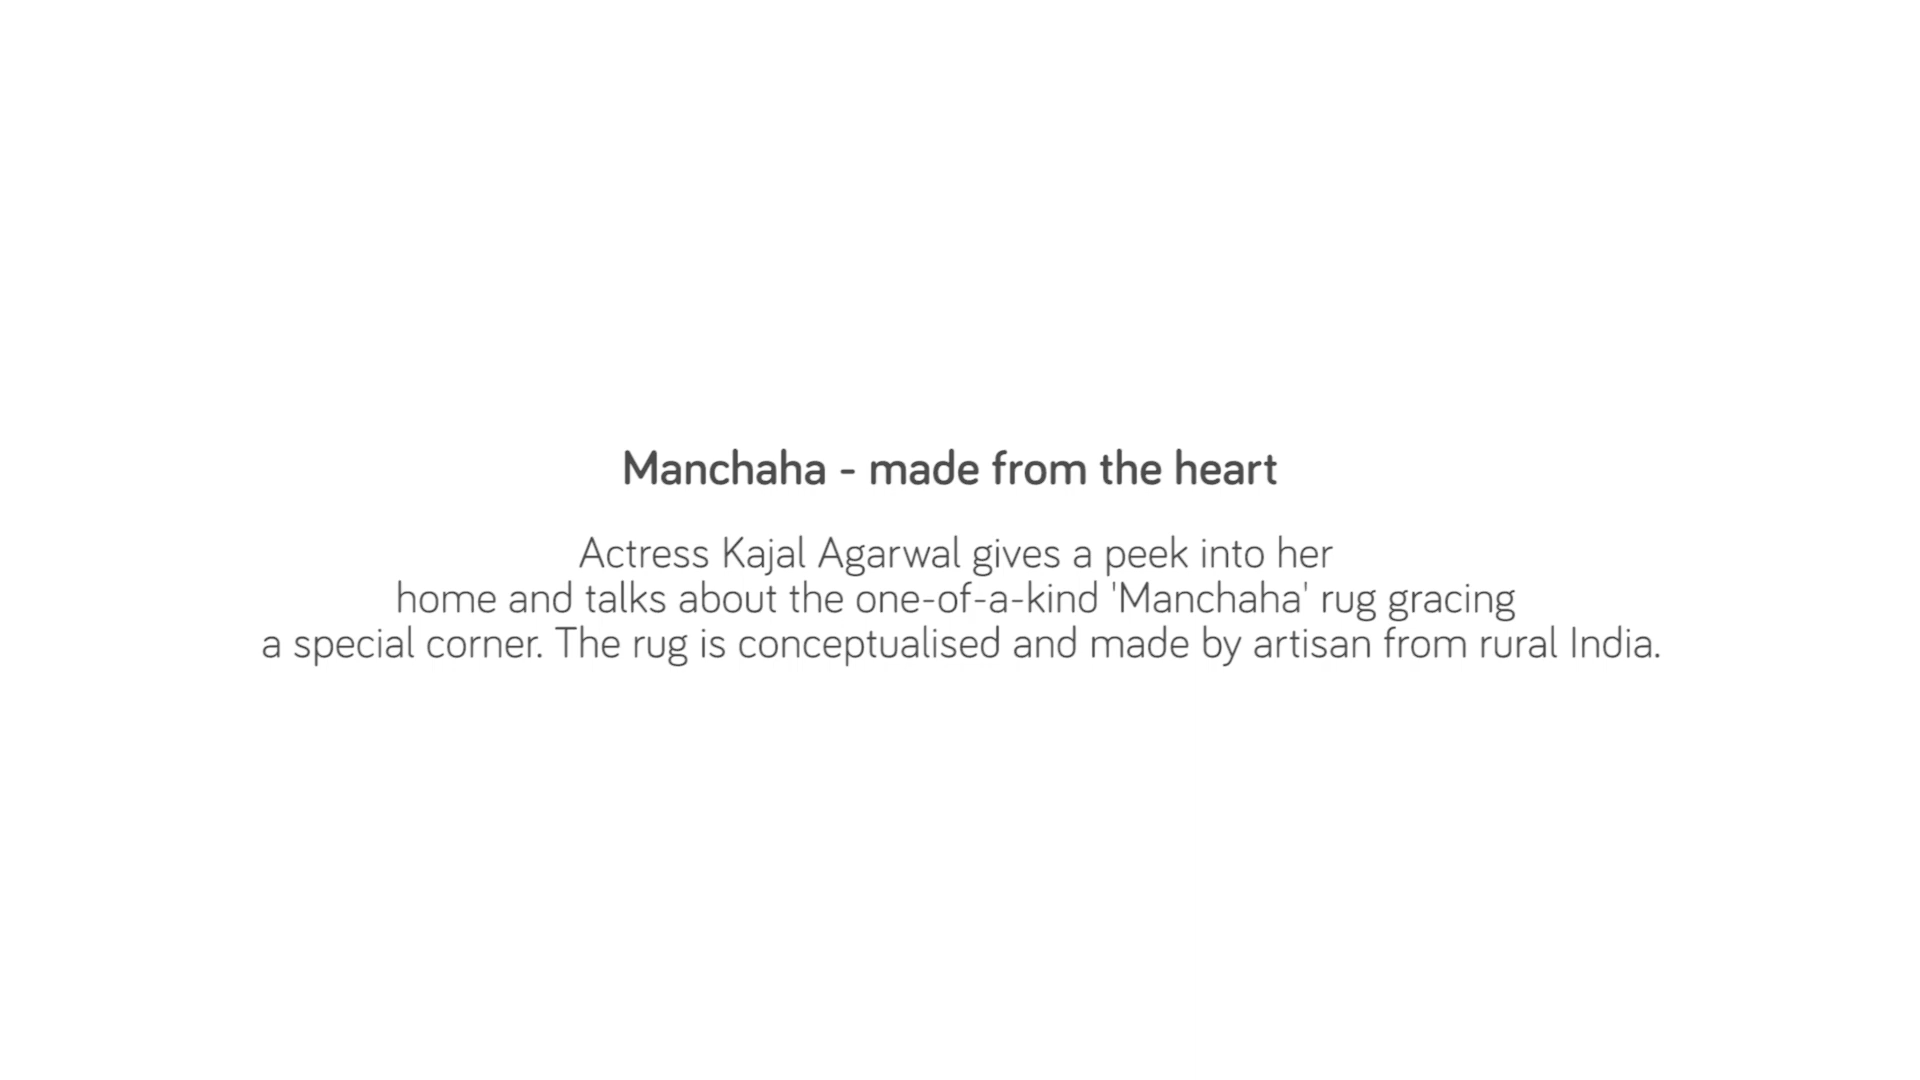 Manchaha - made from the heart
Actress Kajal Agarwal gives a peek into her
home and talks about the one-of-a-kind 'Manchaha' rug gracing
a special corner. The rug is conceptualised and made by artisan from rural India.